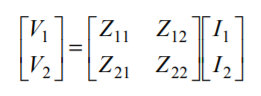 [V₁] = [Z₁₁ Z₁₂] [I₁]
[V₂] [Z₂₁ Z₂₂] [I₂]